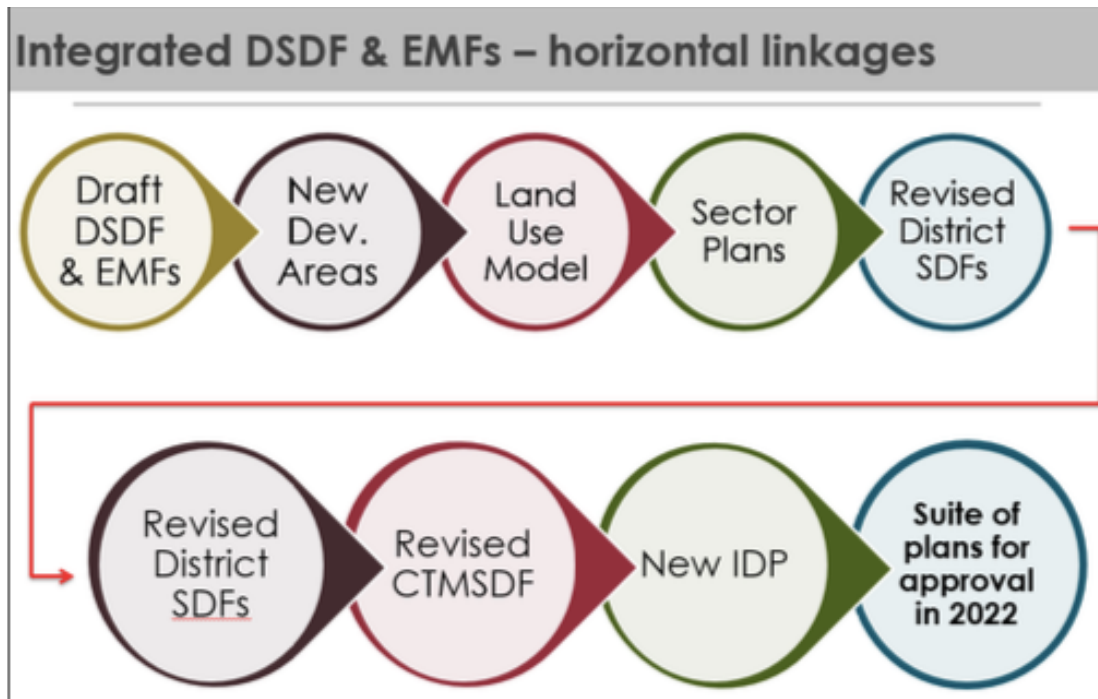 Integrated DSDF & EMFs – horizontal linkages
Draft
DSDF
& EMFs
New
Dev.
Areas
Land
Use
Model
Sector
Plans
Revised
District
SDFs
Revised
District
SDFs
Revised
CTMSDF
New IDP
Suite of
plans for
approval
in 2022